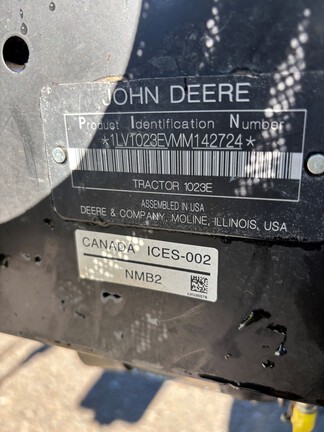 JOHN DEERE
Product Identification Number
*1LV1023EVMM142724*
TRACTOR 1023E
ASSEMBLED IN USA
DEERE & COMPANY, MOLINE, ILLINOIS, USA
CANADA ICES-002
NMB2